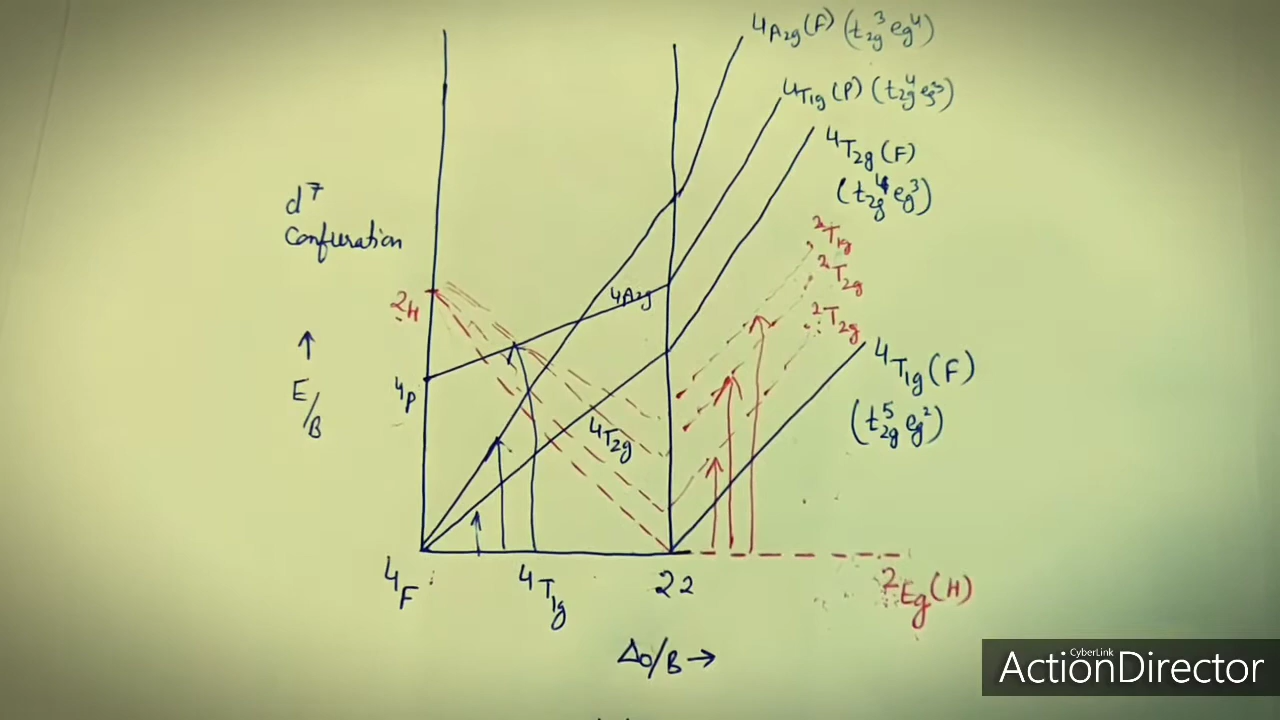 4A2g(F) (t2g3 eg4)
4T1g(P) (t2g4 eg3)
4T2g(F)
(t2g4 eg3)
d7
Confuration
2T1g
2T2g
2T2g
2H
4A2g
4P
E/B
4T2g
4T1g(F)
(t2g5 eg2)
4F
4T1g
22
2Eg(H)
Δo/B →
CyberLink
ActionDirector